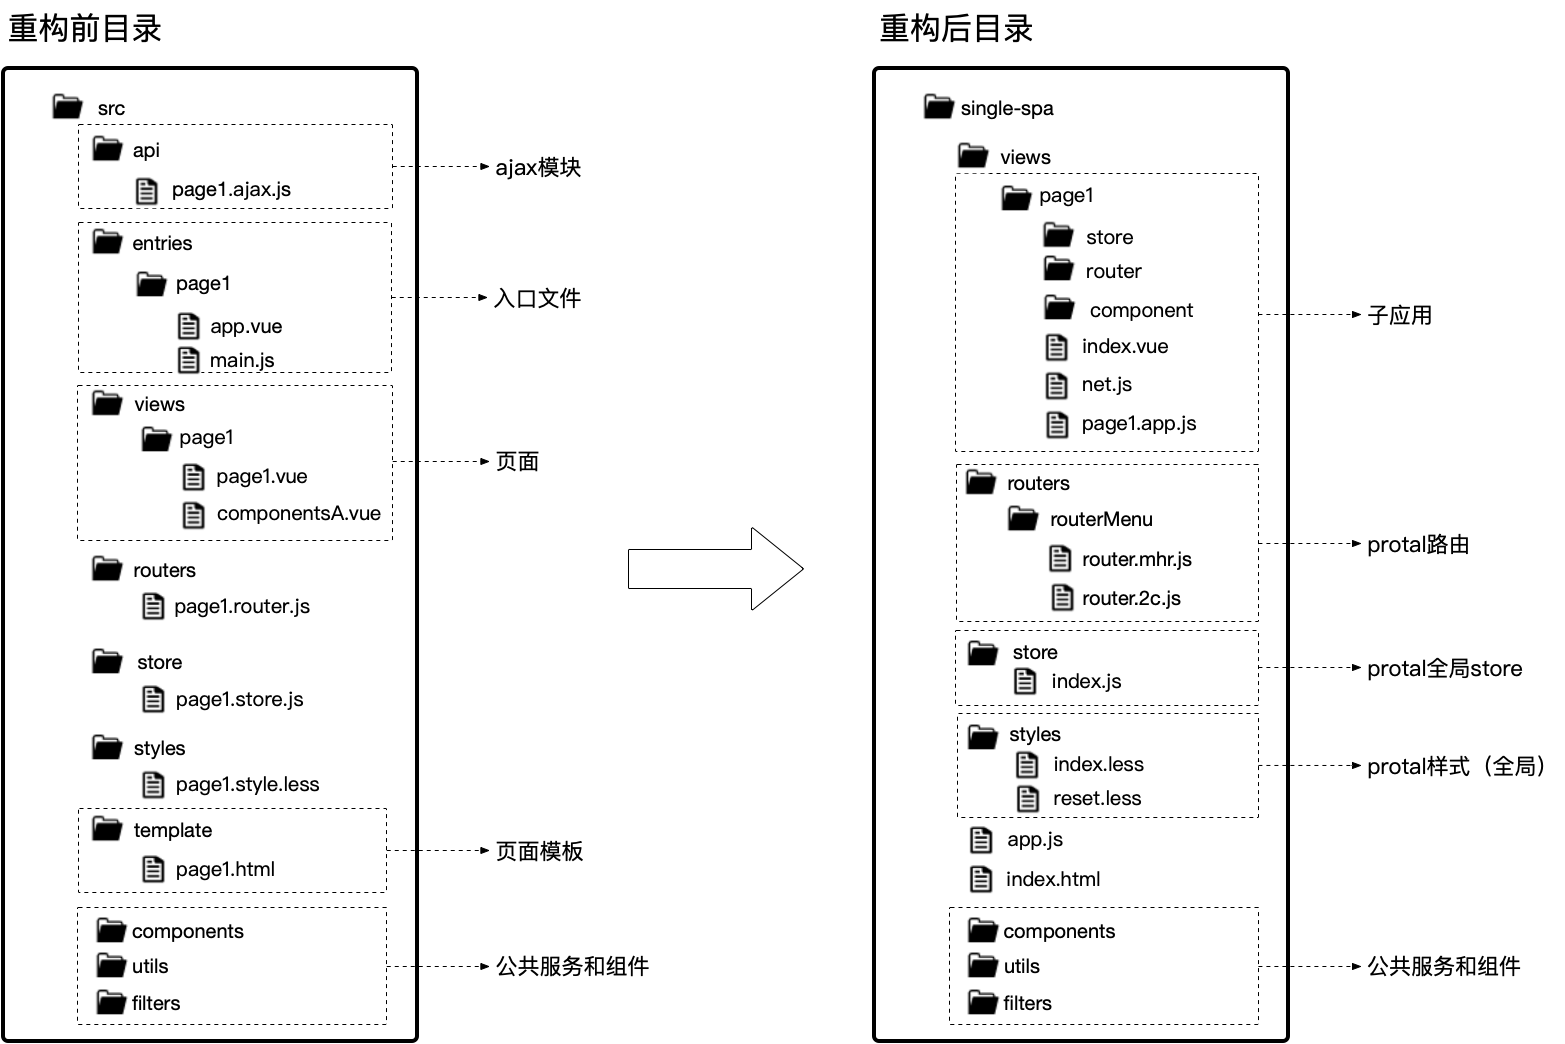 重构前目录
src
api
page1.ajax.js
ajax模块
entries
page1
app.vue
main.js
入口文件
views
page1
page1.vue
componentsA.vue
页面
routers
page1.router.js
store
page1.store.js
styles
page1.style.less
template
page1.html
页面模板
components
utils
filters
公共服务和组件
重构后目录
single-spa
views
page1
store
router
component
index.vue
net.js
page1.app.js
子应用
routers
routerMenu
router.mhr.js
router.2c.js
protal路由
store
index.js
protal全局store
styles
index.less
reset.less
protal样式（全局）
app.js
index.html
components
utils
filters
公共服务和组件